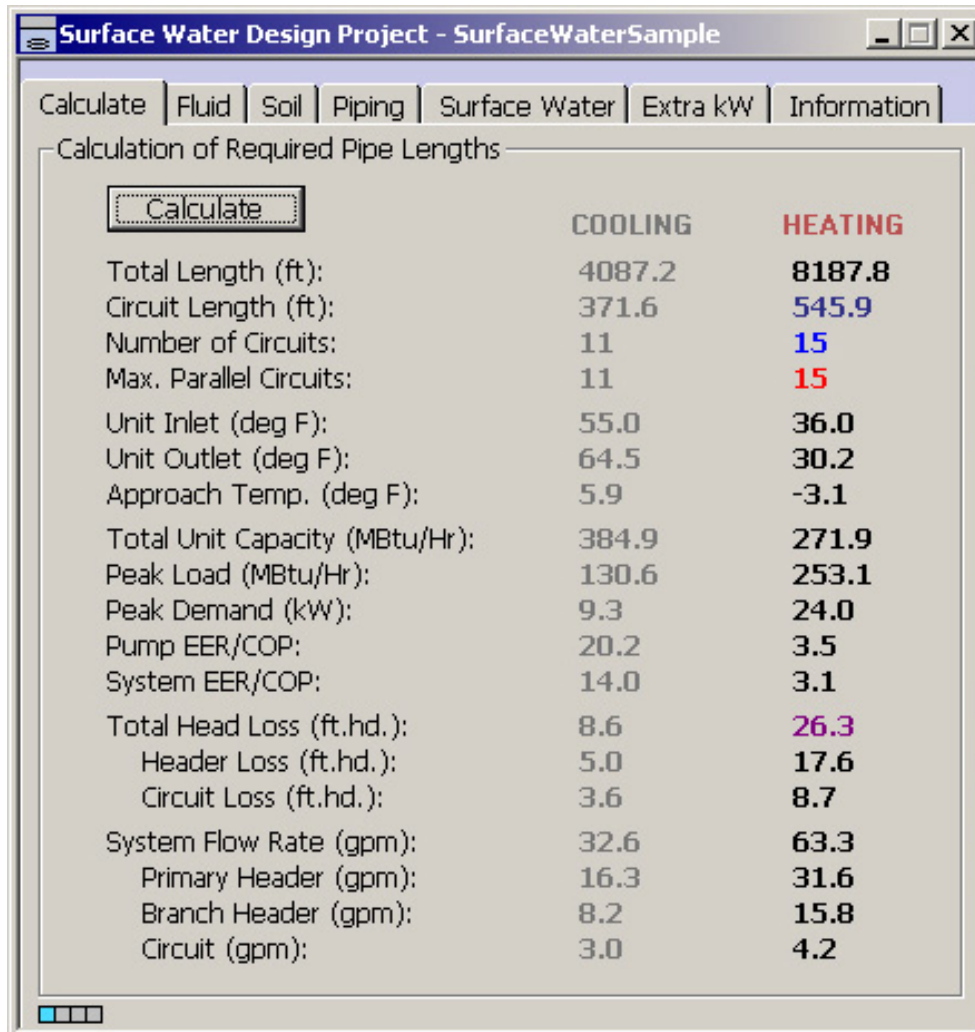 Surface Water Design Project - SurfaceWaterSample
Calculate Fluid Soil Piping Surface Water Extra kW Information
Calculation of Required Pipe Lengths
Calculate
COOLING HEATING
Total Length (ft): 4087.2 8187.8
Circuit Length (ft): 371.6 545.9
Number of Circuits: 11 15
Max. Parallel Circuits: 11 15
Unit Inlet (deg F): 55.0 36.0
Unit Outlet (deg F): 64.5 30.2
Approach Temp. (deg F): 5.9 -3.1
Total Unit Capacity (MBtu/Hr): 384.9 271.9
Peak Load (MBtu/Hr): 130.6 253.1
Peak Demand (kW): 9.3 24.0
Pump EER/COP: 20.2 3.5
System EER/COP: 14.0 3.1
Total Head Loss (ft.hd.): 8.6 26.3
Header Loss (ft.hd.): 5.0 17.6
Circuit Loss (ft.hd.): 3.6 8.7
System Flow Rate (gpm): 32.6 63.3
Primary Header (gpm): 16.3 31.6
Branch Header (gpm): 8.2 15.8
Circuit (gpm): 3.0 4.2